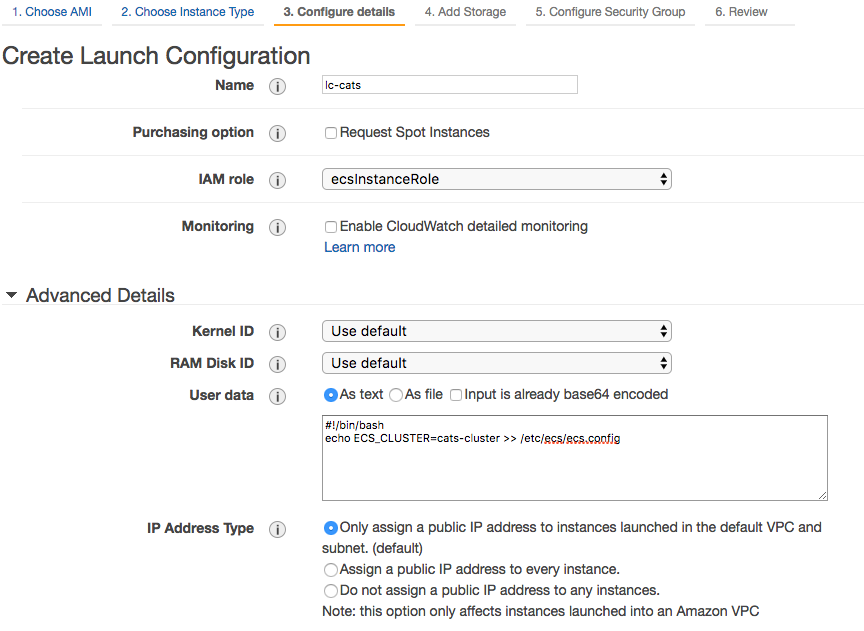 1. Choose AMI 2. Choose Instance Type 3. Configure details 4. Add Storage 5. Configure Security Group 6. Review
Create Launch Configuration
Name i lc-cats
Purchasing option i Request Spot Instances
IAM role i ecsInstanceRole
Monitoring i Enable CloudWatch detailed monitoring
Learn more
Advanced Details
Kernel ID i Use default
RAM Disk ID i Use default
User data i As text As file Input is already base64 encoded
#!/bin/bash
echo ECS_CLUSTER=cats-cluster >> /etc/ecs/ecs.config
IP Address Type i Only assign a public IP address to instances launched in the default VPC and
subnet. (default)
Assign a public IP address to every instance.
Do not assign a public IP address to any instances.
Note: this option only affects instances launched into an Amazon VPC